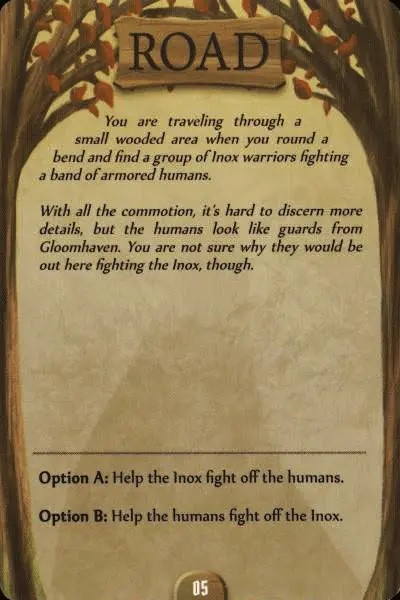 ROAD
You are traveling through a
small wooded area when you round a
bend and find a group of Inox warriors fighting
a band of armored humans.
With all the commotion, it's hard to discern more
details, but the humans look like guards from
Gloomhaven. You are not sure why they would be
out here fighting the Inox, though.
Option A: Help the Inox fight off the humans.
Option B: Help the humans fight off the Inox.
05